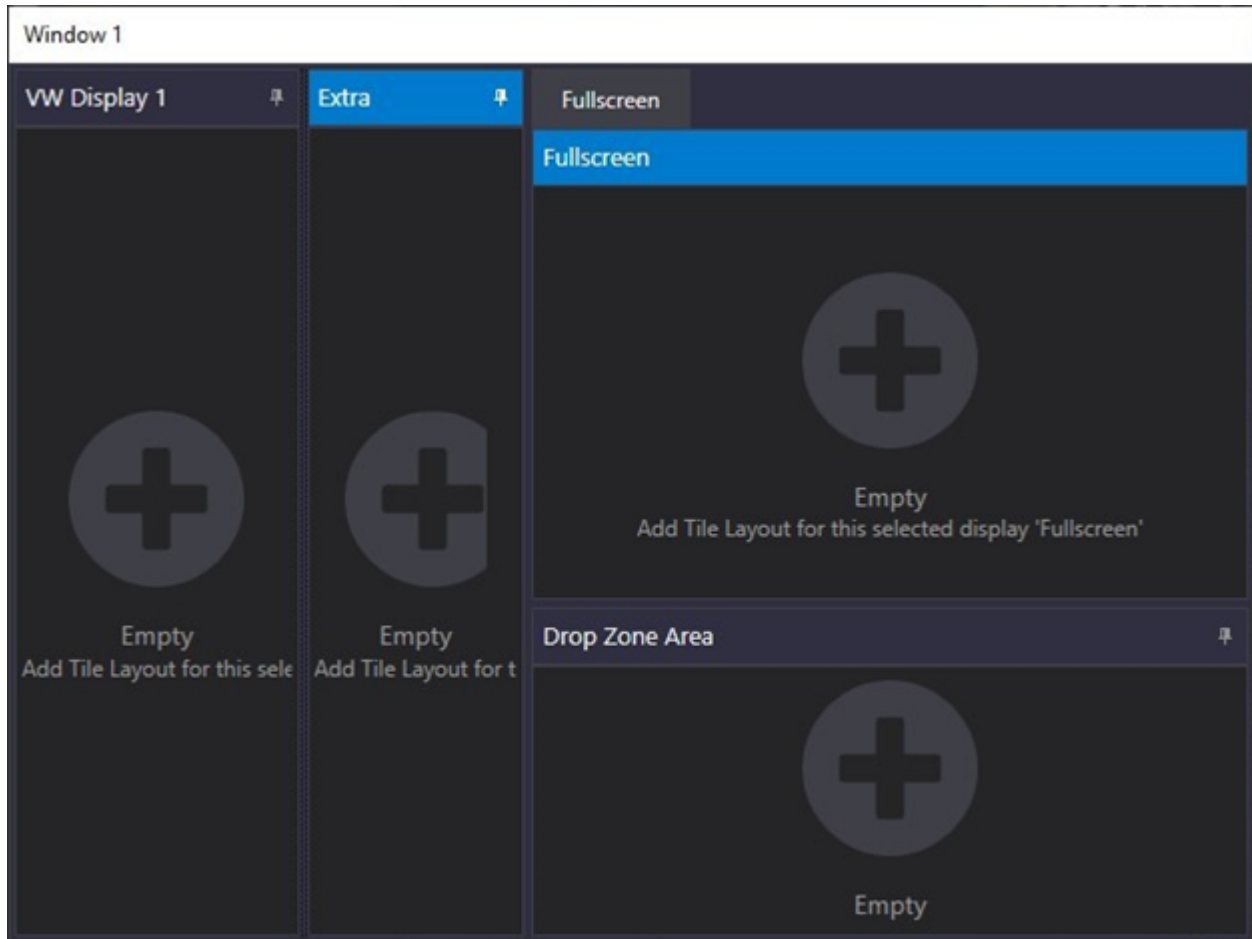 Window 1
VW Display 1
Extra
Fullscreen
Fullscreen
Empty
Add Tile Layout for this selected display 'Fullscreen'
Empty
Add Tile Layout for this sele
Empty
Add Tile Layout for t
Drop Zone Area
Empty